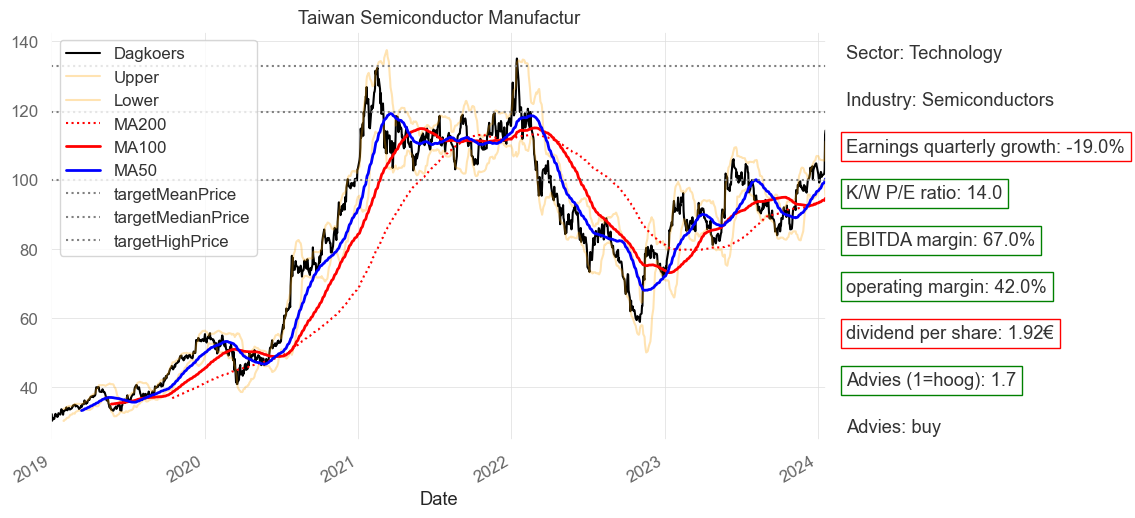 Taiwan Semiconductor Manufactur
140
120
100
80
60
40
Dagkoers
Upper
Lower
MA200
MA100
MA50
targetMeanPrice
targetMedianPrice
targetHighPrice
2019
2020
2021
2022
2023
2024
Date
Sector: Technology
Industry: Semiconductors
Earnings quarterly growth: -19.0%
K/W P/E ratio: 14.0
EBITDA margin: 67.0%
operating margin: 42.0%
dividend per share: 1.92€
Advies (1=hoog): 1.7
Advies: buy